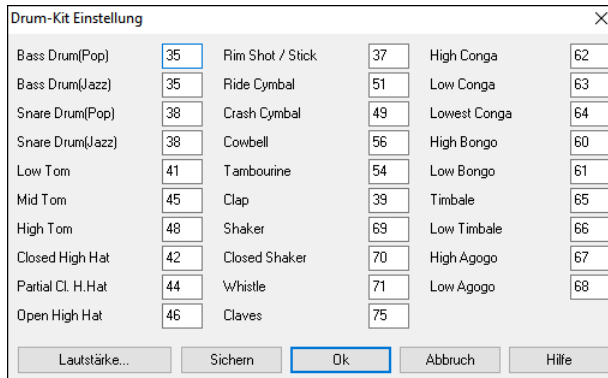 Drum-Kit Einstellung
Bass Drum(Pop) 35 Rim Shot / Stick 37 High Conga 62
Bass Drum(Jazz) 35 Ride Cymbal 51 Low Conga 63
Snare Drum(Pop) 38 Crash Cymbal 49 Lowest Conga 64
Snare Drum(Jazz) 38 Cowbell 56 High Bongo 60
Low Tom 41 Tambourine 54 Low Bongo 61
Mid Tom 45 Clap 39 Timbale 65
High Tom 48 Shaker 69 Low Timbale 66
Closed High Hat 42 Closed Shaker 70 High Agogo 67
Partial Cl. H.Hat 44 Whistle 71 Low Agogo 68
Open High Hat 46 Claves 75
Lautstärke... Sichern Ok Abbruch Hilfe